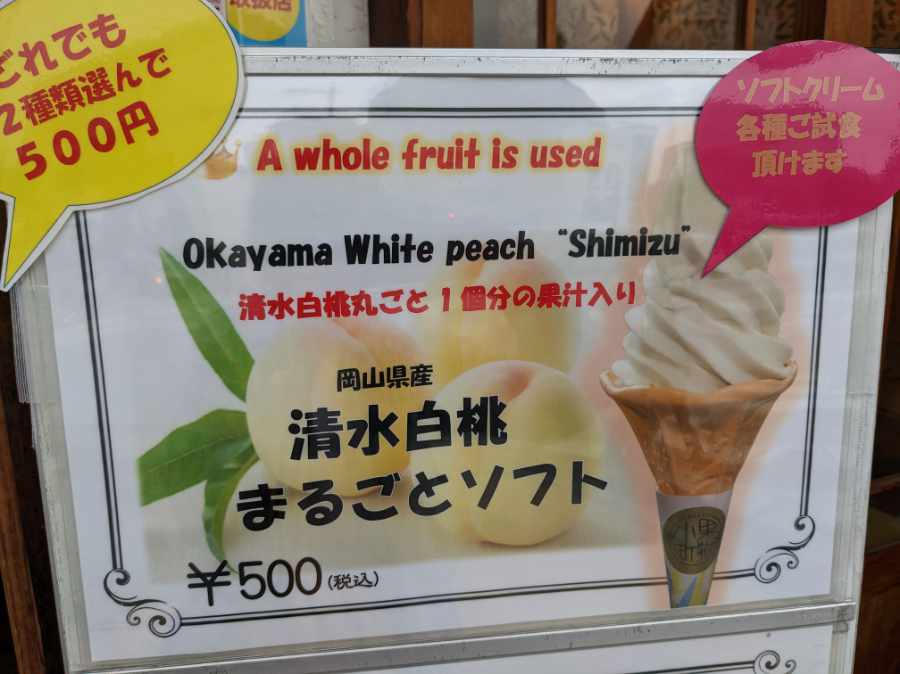 取扱店
どれでも
2種類選んで
500円
ソフトクリーム
各種ご試食
頂けます
A whole fruit is used
Okayama White peach “Shimizu”
清水白桃丸ごと1個分の果汁入り
岡山県産
清水白桃
まるごとソフト
￥500(税込)